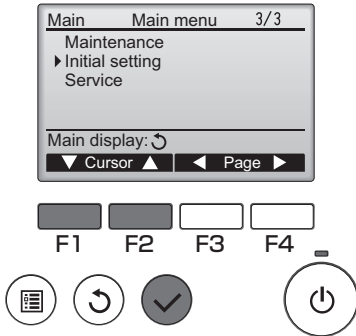 Main Main menu 3/3
Maintenance
Initial setting
Service
Main display:
Cursor Page
F1 F2 F3 F4